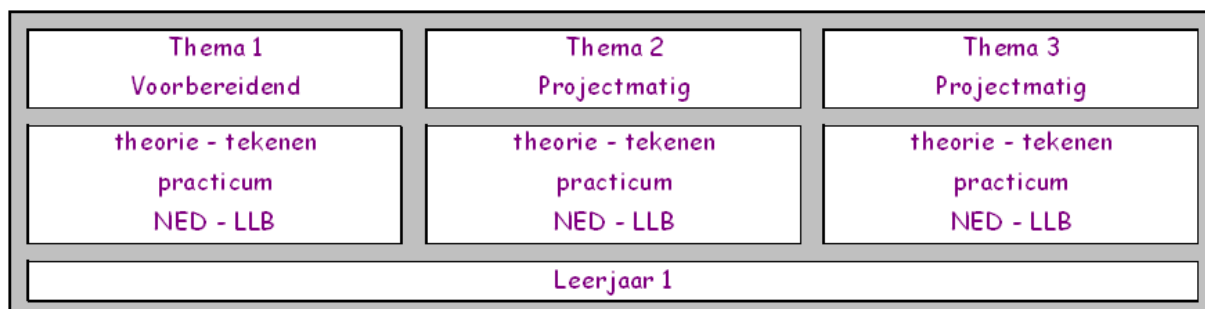 Thema 1
Voorbereidend
Thema 2
Projectmatig
Thema 3
Projectmatig
theorie - tekenen
practicum
NED - LLB
theorie - tekenen
practicum
NED - LLB
theorie - tekenen
practicum
NED - LLB
Leerjaar 1